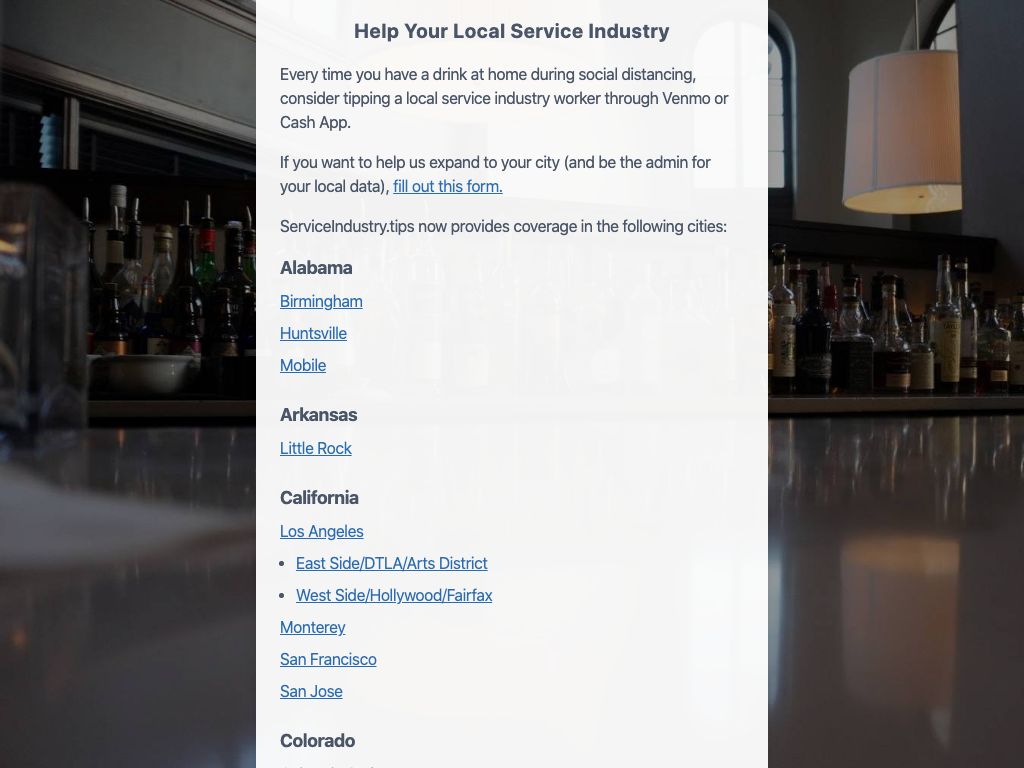 Help Your Local Service Industry
Every time you have a drink at home during social distancing,
consider tipping a local service industry worker through Venmo or
Cash App.
If you want to help us expand to your city (and be the admin for
your local data), fill out this form.
ServiceIndustry.tips now provides coverage in the following cities:
Alabama
Birmingham
Huntsville
Mobile
Arkansas
Little Rock
California
Los Angeles
East Side/DTLA/Arts District
West Side/Hollywood/Fairfax
Monterey
San Francisco
San Jose
Colorado